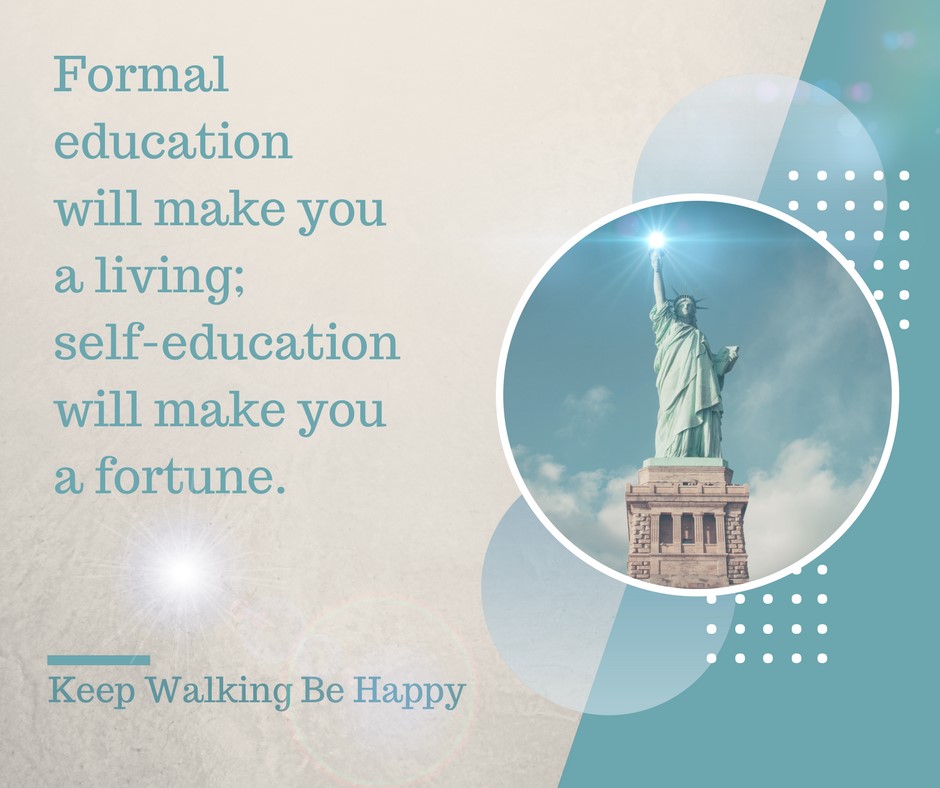 Formal
education
will make you
a living;
self-education
will make you
a fortune.
Keep Walking Be Happy